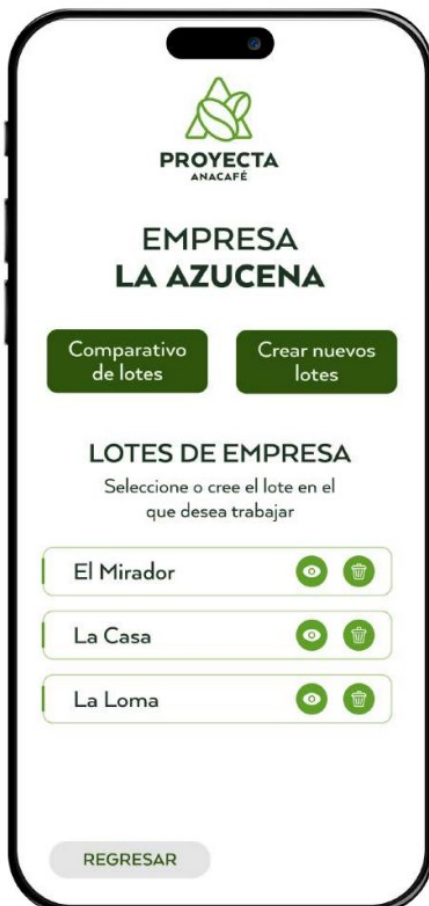 PROYECTA
ANACAFÉ
EMPRESA
LA AZUCENA
Comparativo
de lotes
Crear nuevos
lotes
LOTES DE EMPRESA
Seleccione o cree el lote en el
que desea trabajar
El Mirador
La Casa
La Loma
REGRESAR